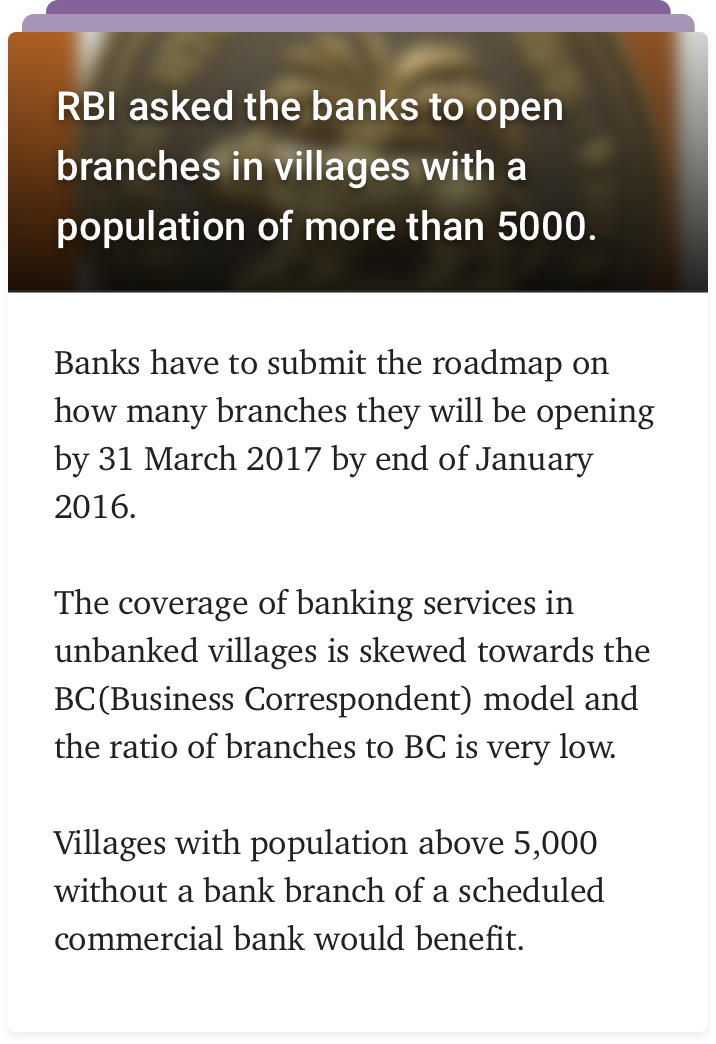 RBI asked the banks to open
branches in villages with a
population of more than 5000.
Banks have to submit the roadmap on
how many branches they will be opening
by 31 March 2017 by end of January
2016.
The coverage of banking services in
unbanked villages is skewed towards the
BC(Business Correspondent) model and
the ratio of branches to BC is very low.
Villages with population above 5,000
without a bank branch of a scheduled
commercial bank would benefit.